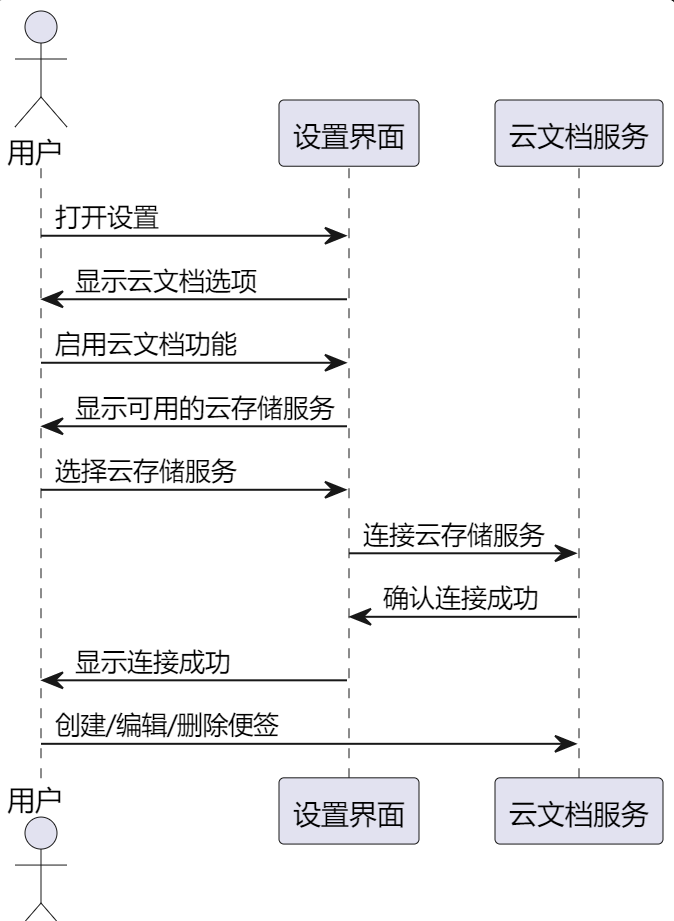 用户
设置界面
云文档服务
打开设置
显示云文档选项
启用云文档功能
显示可用的云存储服务
选择云存储服务
连接云存储服务
确认连接成功
显示连接成功
创建/编辑/删除便签
用户
设置界面
云文档服务